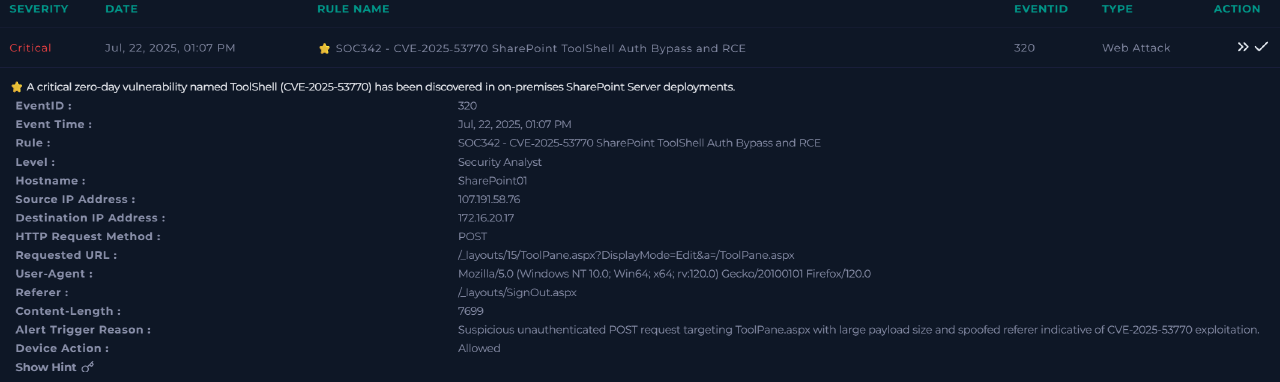 SEVERITY DATE RULE NAME EVENTID TYPE ACTION
Critical Jul, 22, 2025, 01:07 PM SOC342 - CVE-2025-53770 SharePoint ToolShell Auth Bypass and RCE 320 Web Attack
A critical zero-day vulnerability named ToolShell (CVE-2025-53770) has been discovered in on-premises SharePoint Server deployments.
EventID : 320
Event Time : Jul, 22, 2025, 01:07 PM
Rule : SOC342 - CVE-2025-53770 SharePoint ToolShell Auth Bypass and RCE
Level : Security Analyst
Hostname : SharePoint01
Source IP Address : 107.191.58.76
Destination IP Address : 172.16.20.17
HTTP Request Method : POST
Requested URL : /_layouts/15/ToolPane.aspx?DisplayMode=Edit&a=/ToolPane.aspx
User-Agent : Mozilla/5.0 (Windows NT 10.0; Win64; x64; rv:120.0) Gecko/20100101 Firefox/120.0
Referer : /_layouts/SignOut.aspx
Content-Length : 7699
Alert Trigger Reason : Suspicious unauthenticated POST request targeting ToolPane.aspx with large payload size and spoofed referer indicative of CVE-2025-53770 exploitation.
Device Action : Allowed
Show Hint